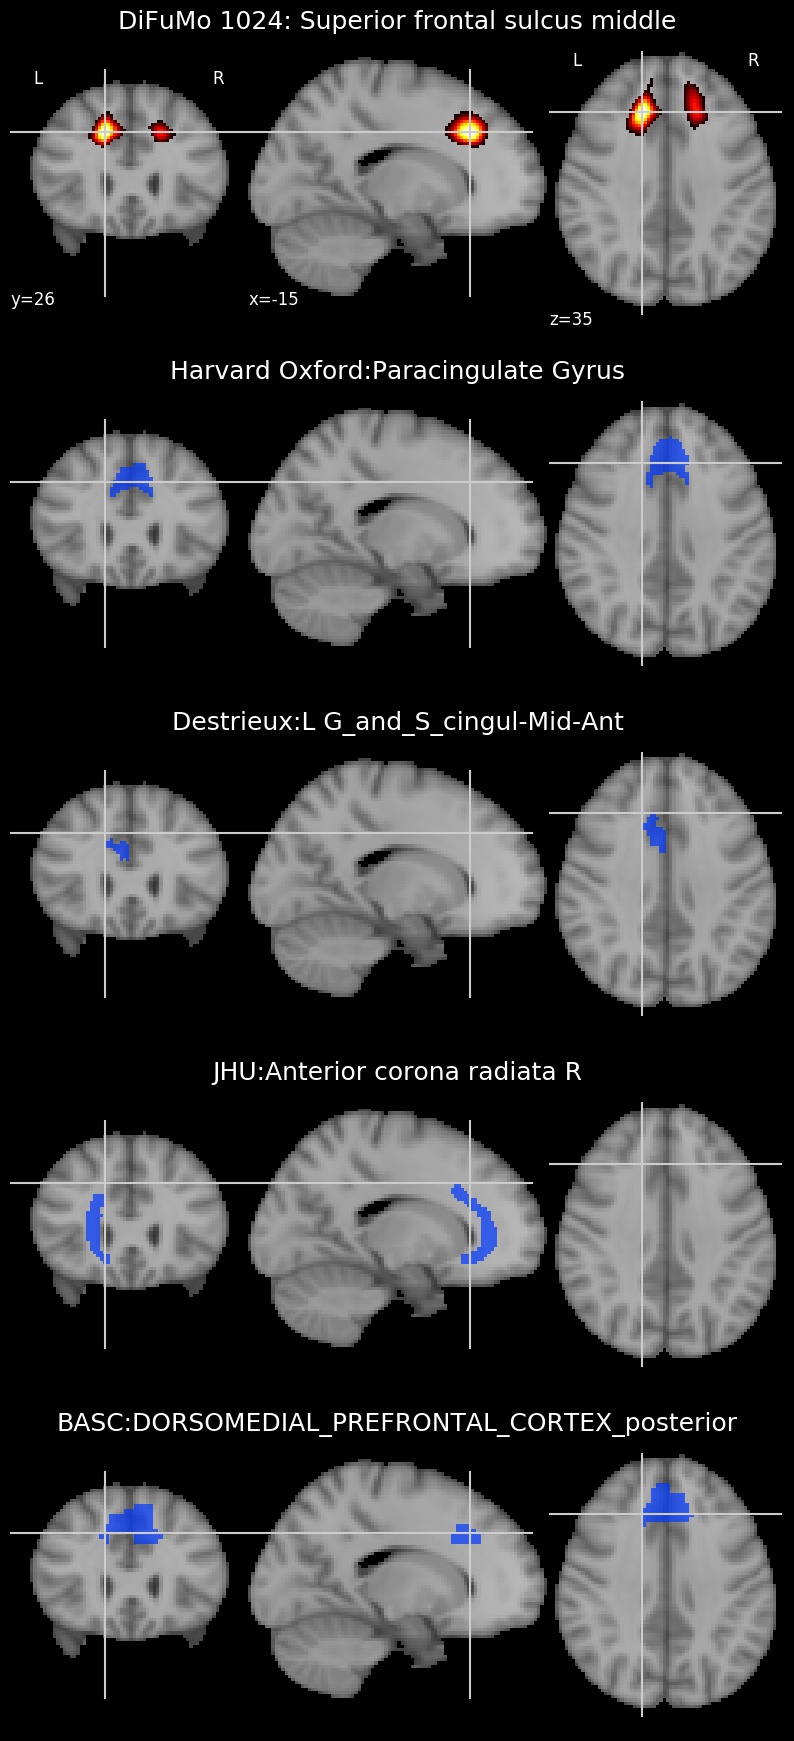 DiFuMo 1024: Superior frontal sulcus middle
L R L R
y=26 x=-15 z=35
Harvard Oxford:Paracingulate Gyrus
Destrieux:L G_and_S_cingul-Mid-Ant
JHU:Anterior corona radiata R
BASC:DORSOMEDIAL_PREFRONTAL_CORTEX_posterior